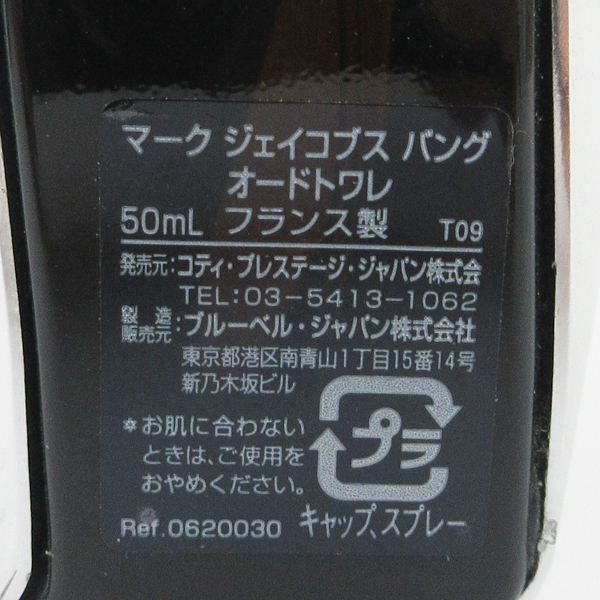 マーク ジェイコブス バング
オードトワレ
50mL フランス製 T09
発売元:コティ・プレステージ・ジャパン株式会
TEL:03-5413-1062
製造
販売元:ブルーベル・ジャパン株式会社
東京都港区南青山1丁目15番14号
新乃木坂ビル
*お肌に合わない
ときは、ご使用を
おやめください。
プラ
Ref.0620030 キャップ、スプレー